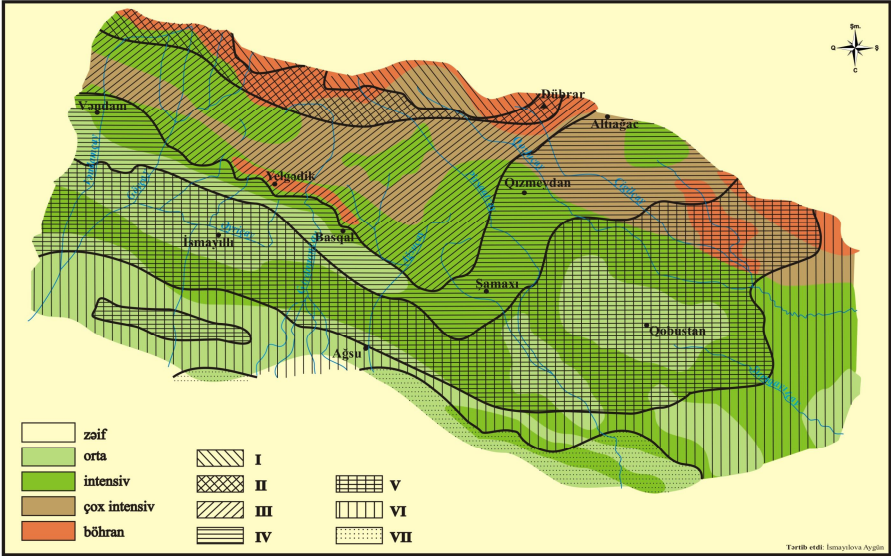 Şm.
Q
Ş
C
Dübrar
Altıağac
Vəndam
Yelgədik
Qızmeydan
İsmayıllı
Basqal
Şamaxı
Qobustan
Ağsu
zəif
orta
intensiv
çox intensiv
böhran
I
II
III
IV
V
VI
VII
Tərtib etdi: İsmayılova Aygün